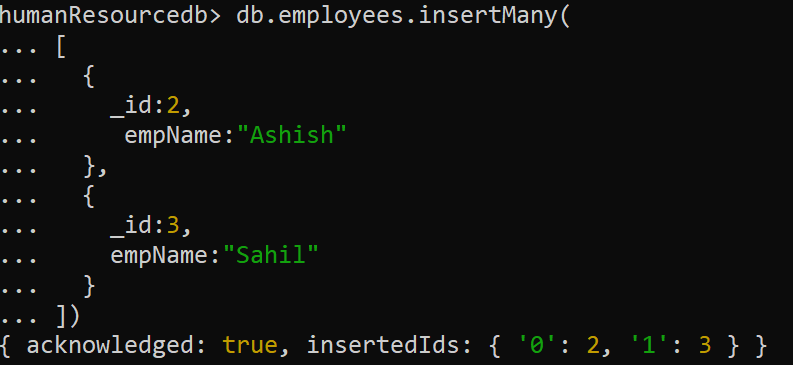 humanResourcedb> db.employees.insertMany(
... [
...   {
...     _id:2,
...      empName:"Ashish"
...   },
...   {
...     _id:3,
...     empName:"Sahil"
...   }
... ])
{ acknowledged: true, insertedIds: { '0': 2, '1': 3 } }